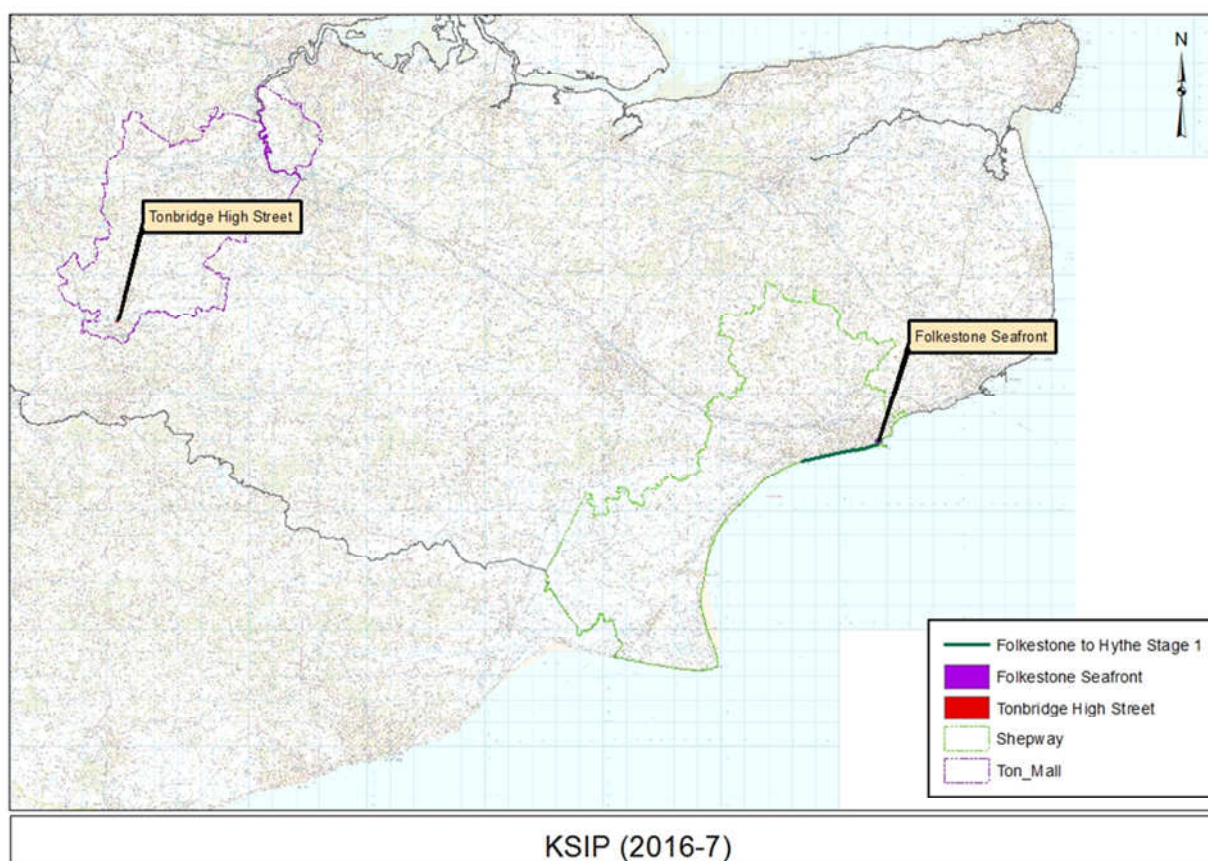 N
Tonbridge High Street
Folkestone Seafront
Folkestone to Hythe Stage 1
Folkestone Seafront
Tonbridge High Street
Shepway
Ton_Mall
KSIP (2016-7)